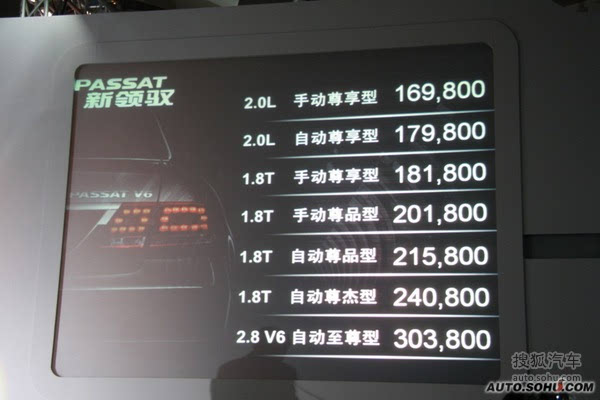 PASSAT
新领驭
2.0L 手动尊享型 169,800
2.0L 自动尊享型 179,800
1.8T 手动尊享型 181,800
1.8T 手动尊品型 201,800
1.8T 自动尊品型 215,800
1.8T 自动尊杰型 240,800
2.8 V6 自动至尊型 303,800
PASSAT V6
搜狐汽车
auto.sohu.com
AUTO.SOHU.COM